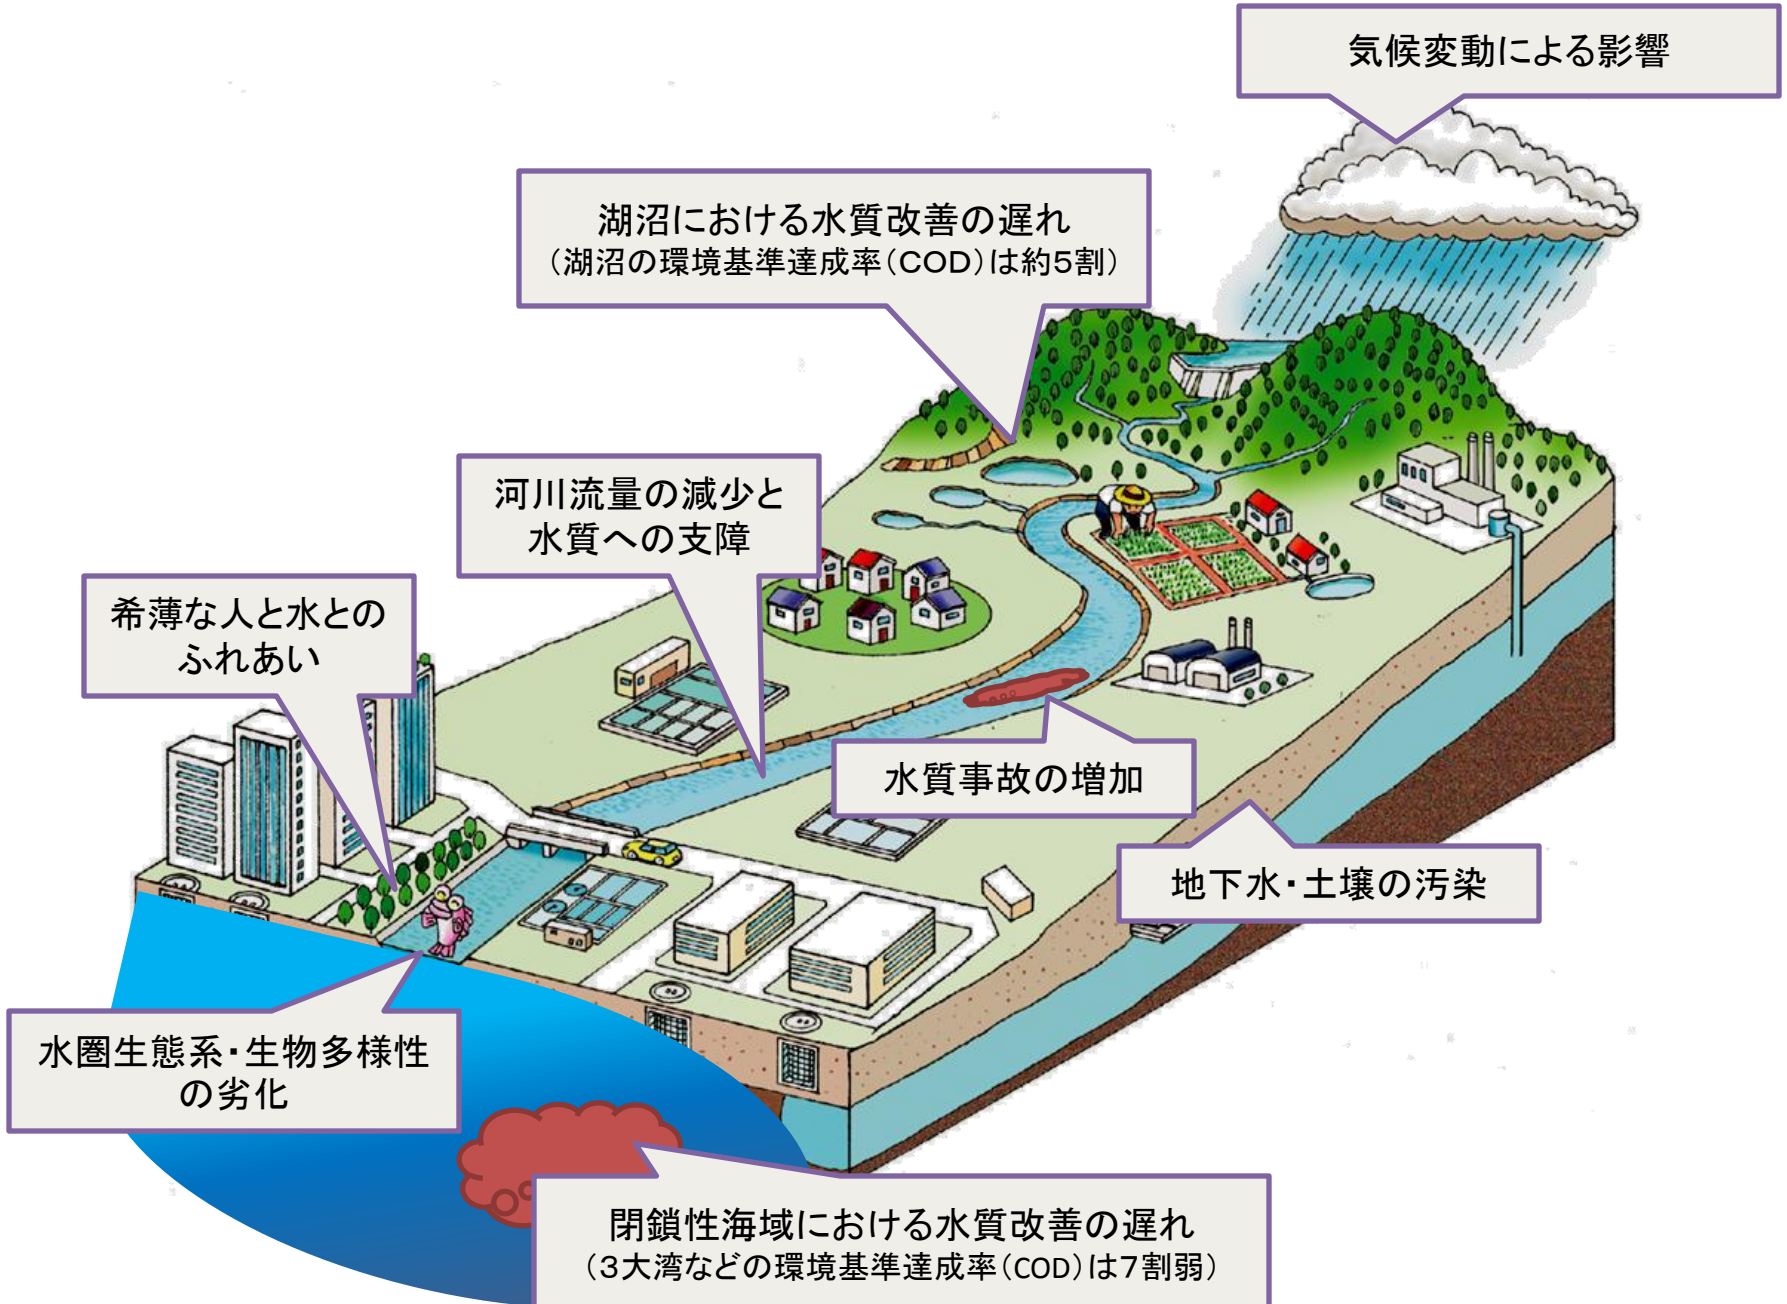 気候変動による影響
湖沼における水質改善の遅れ
（湖沼の環境基準達成率（COD）は約５割）
河川流量の減少と
水質への支障
希薄な人と水との
ふれあい
水質事故の増加
地下水・土壌の汚染
水圏生態系・生物多様性
の劣化
閉鎖性海域における水質改善の遅れ
（３大湾などの環境基準達成率（COD）は７割弱）